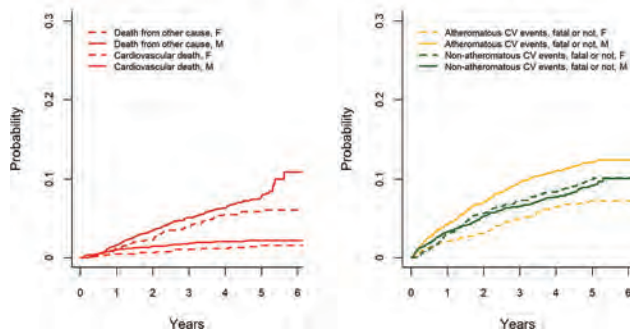 0.3
Death from other cause, F
Death from other cause, M
Cardiovascular death, F
Cardiovascular death, M
0.2
Probability
0.1
0
0 1 2 3 4 5 6
Years
0.3
Atheromatous CV events, fatal or not, F
Atheromatous CV events, fatal or not, M
Non-atheromatous CV events, fatal or not, F
Non-atheromatous CV events, fatal or not, M
0.2
Probability
0.1
0
0 1 2 3 4 5 6
Years